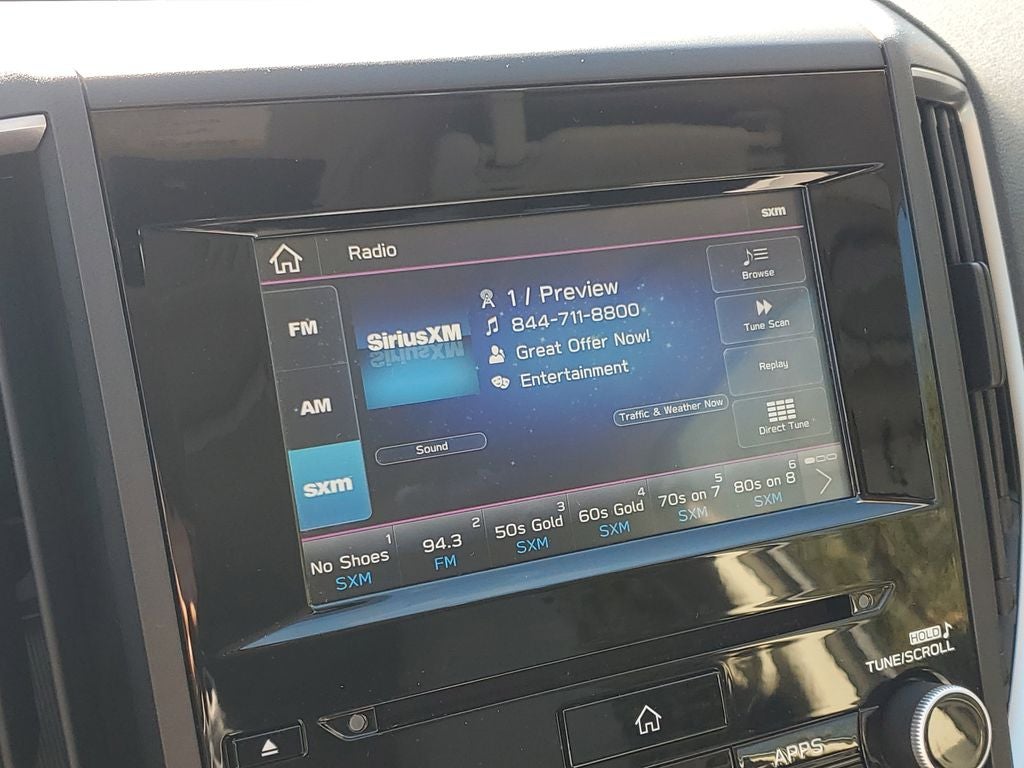 sxm
Radio
FM
AM
sxm
SiriusXM
1 / Preview
844-711-8800
Great Offer Now!
Entertainment
Browse
Tune Scan
Replay
Direct Tune
Traffic & Weather Now
Sound
1
No Shoes
SXM
2
94.3
FM
3
50s Gold
SXM
4
60s Gold
SXM
5
70s on 7
SXM
6
80s on 8
SXM
HOLD
TUNE/SCROLL
APPS